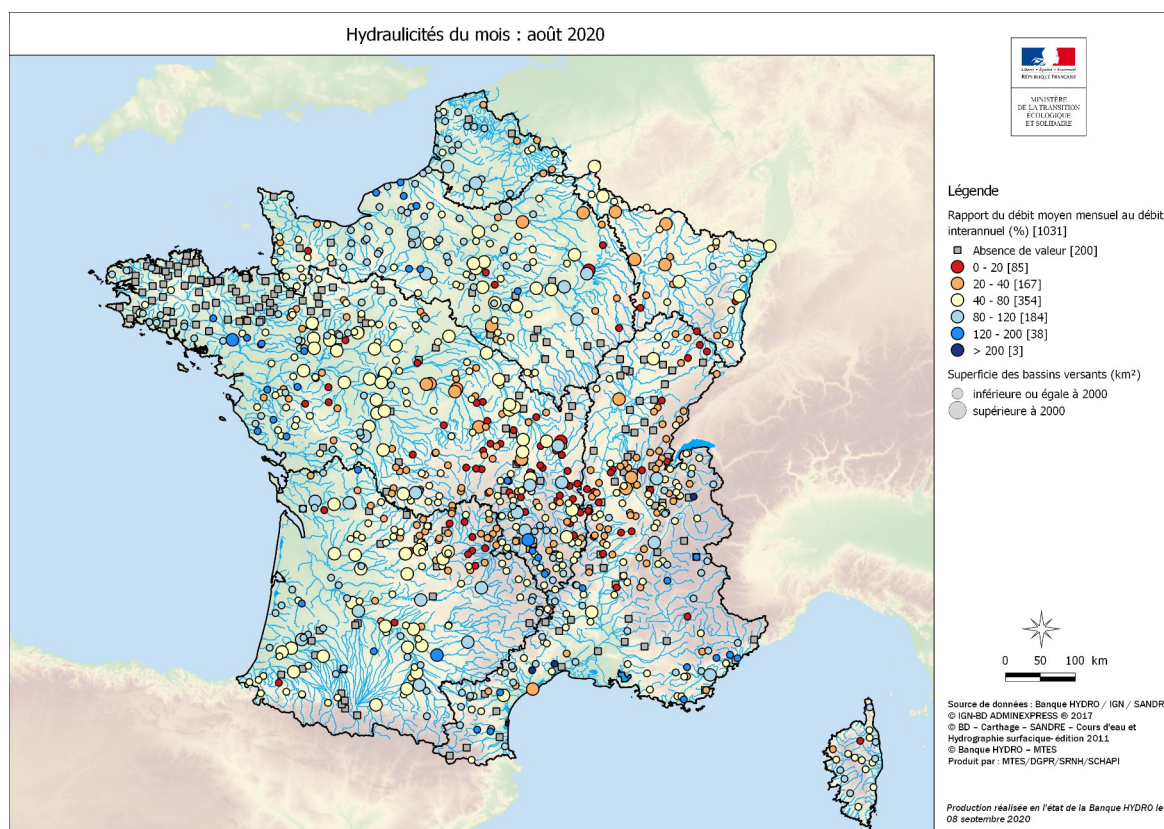 Hydraulicités du mois : août 2020
Liberté • Égalité • Fraternité
RÉPUBLIQUE FRANÇAISE
MINISTÈRE
DE LA TRANSITION
ÉCOLOGIQUE
ET SOLIDAIRE
Légende
Rapport du débit moyen mensuel au débit
interannuel (%) [1031]
Absence de valeur [200]
0 - 20 [85]
20 - 40 [167]
40 - 80 [354]
80 - 120 [184]
120 - 200 [38]
> 200 [3]
Superficie des bassins versants (km²)
inférieure ou égale à 2000
supérieure à 2000
0 50 100 km
Source de données : Banque HYDRO / IGN / SANDR
© IGN-BD ADMINEXPRESS ® 2017
© BD – Carthage – SANDRE – Cours d'eau et
Hydrographie surfacique- édition 2011
© Banque HYDRO – MTES
Produit par : MTES/DGPR/SRNH/SCHAPI
Production réalisée en l'état de la Banque HYDRO le
08 septembre 2020